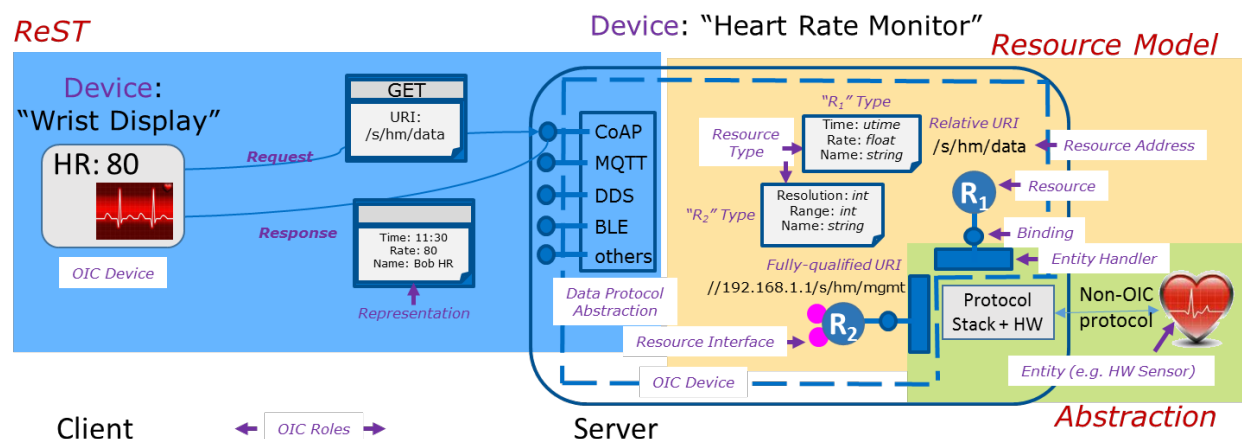 ReST
Device: “Heart Rate Monitor”
Resource Model
Device:
“Wrist Display”
HR: 80
OIC Device
Request
Response
GET
URI:
/s/hm/data
Time: 11:30
Rate: 80
Name: Bob HR
Representation
CoAP
MQTT
DDS
BLE
others
Data Protocol
Abstraction
“R1” Type
Resource
Type
Time: utime
Rate: float
Name: string
Relative URI
/s/hm/data
Resource Address
“R2” Type
Resolution: int
Range: int
Name: string
R1
Resource
Binding
Entity Handler
Fully-qualified URI
//192.168.1.1/s/hm/mgmt
R2
Resource Interface
OIC Device
Protocol
Stack + HW
Non-OIC
protocol
Entity (e.g. HW Sensor)
Abstraction
Client
OIC Roles
Server